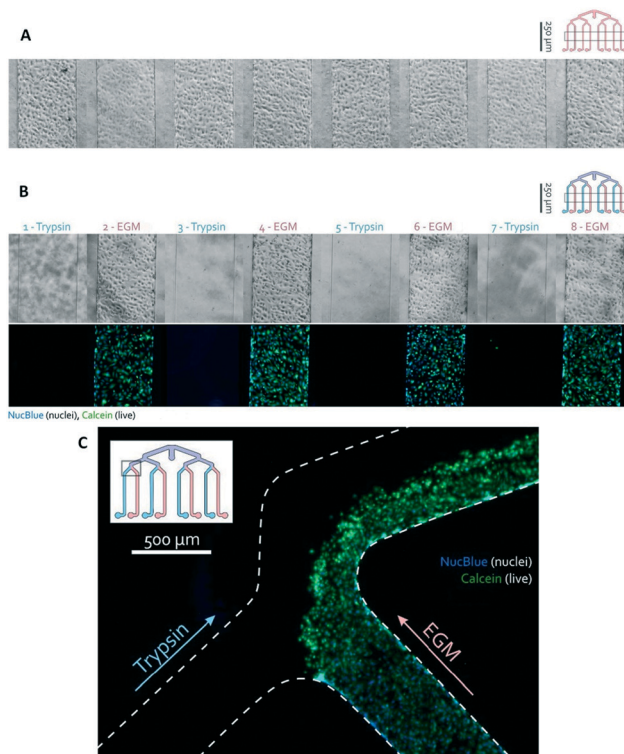 A
250 µm
B
250 µm
1 - Trypsin 2 - EGM 3 - Trypsin 4 - EGM 5 - Trypsin 6 - EGM 7 - Trypsin 8 - EGM
NucBlue (nuclei), Calcein (live)
C
500 µm
NucBlue (nuclei)
Calcein (live)
Trypsin
EGM